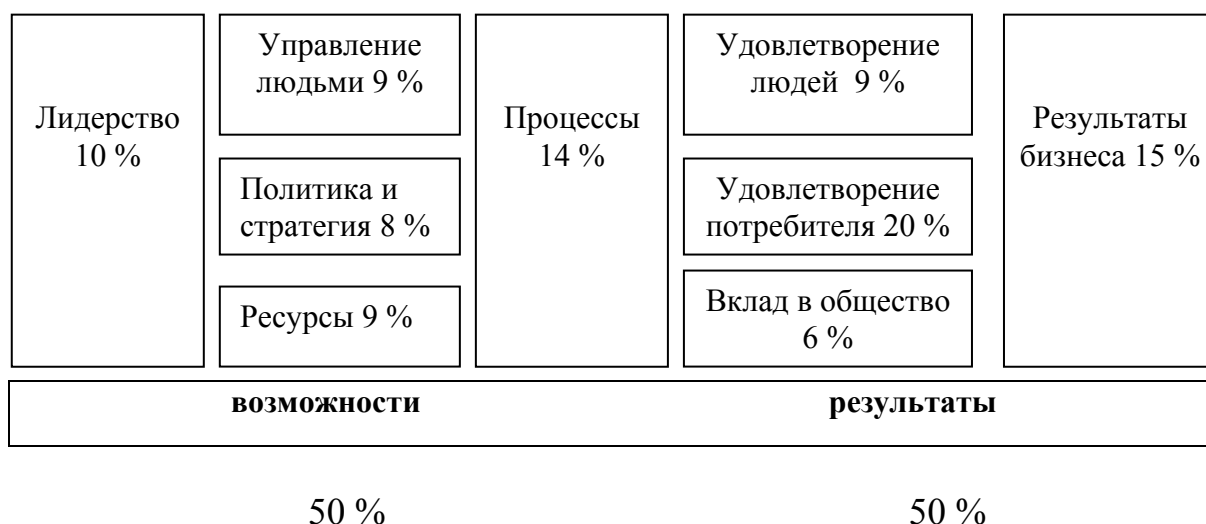 Лидерство
10 %
Управление
людьми 9 %
Политика и
стратегия 8 %
Ресурсы 9 %
Процессы
14 %
Удовлетворение
людей 9 %
Удовлетворение
потребителя 20 %
Вклад в общество
6 %
Результаты
бизнеса 15 %
возможности
результаты
50 %
50 %